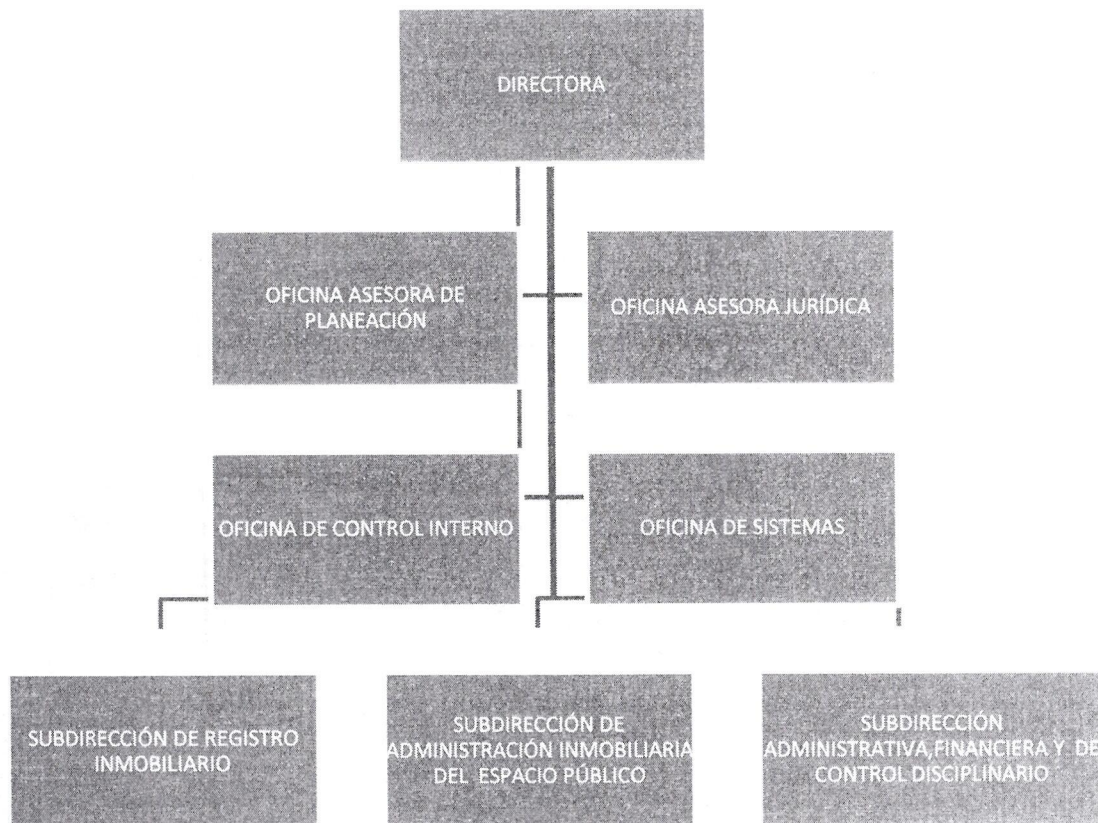 DIRECTORA
OFICINA ASESORA DE
PLANEACIÓN
OFICINA ASESORA JURÍDICA
OFICINA DE CONTROL INTERNO
OFICINA DE SISTEMAS
SUBDIRECCIÓN DE REGISTRO
INMOBILIARIO
SUBDIRECCIÓN DE
ADMINISTRACIÓN INMOBILIARIA
DEL ESPACIO PÚBLICO
SUBDIRECCIÓN
ADMINISTRATIVA,FINANCIERA Y DE
CONTROL DISCIPLINARIO